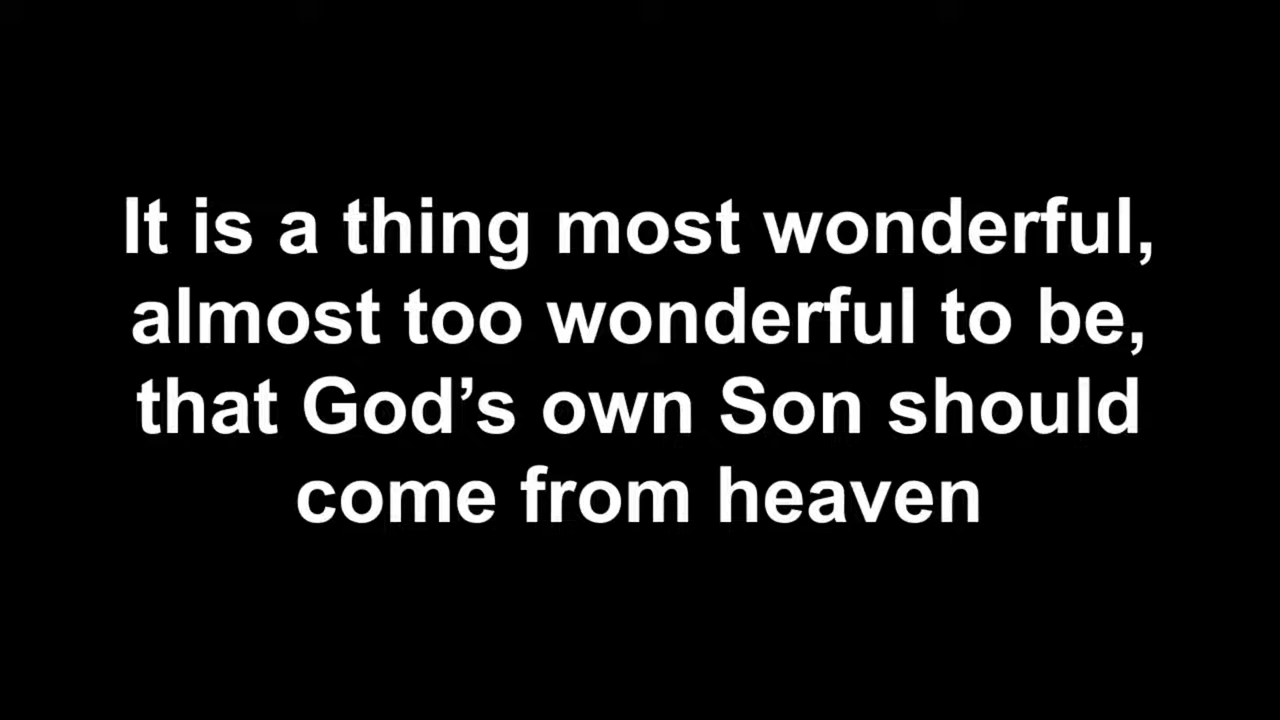 It is a thing most wonderful,
almost too wonderful to be,
that God’s own Son should
come from heaven